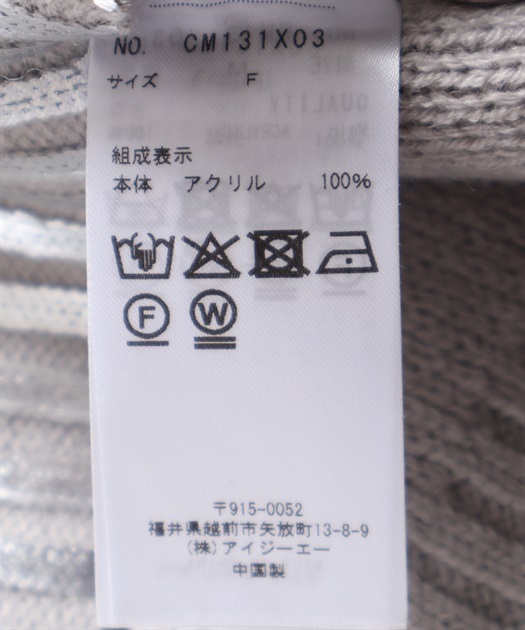 NO. CM131X03
サイズ F
組成表示
本体 アクリル 100%
F W
〒915-0052
福井県越前市矢放町13-8-9
(株)アイジーエー
中国製